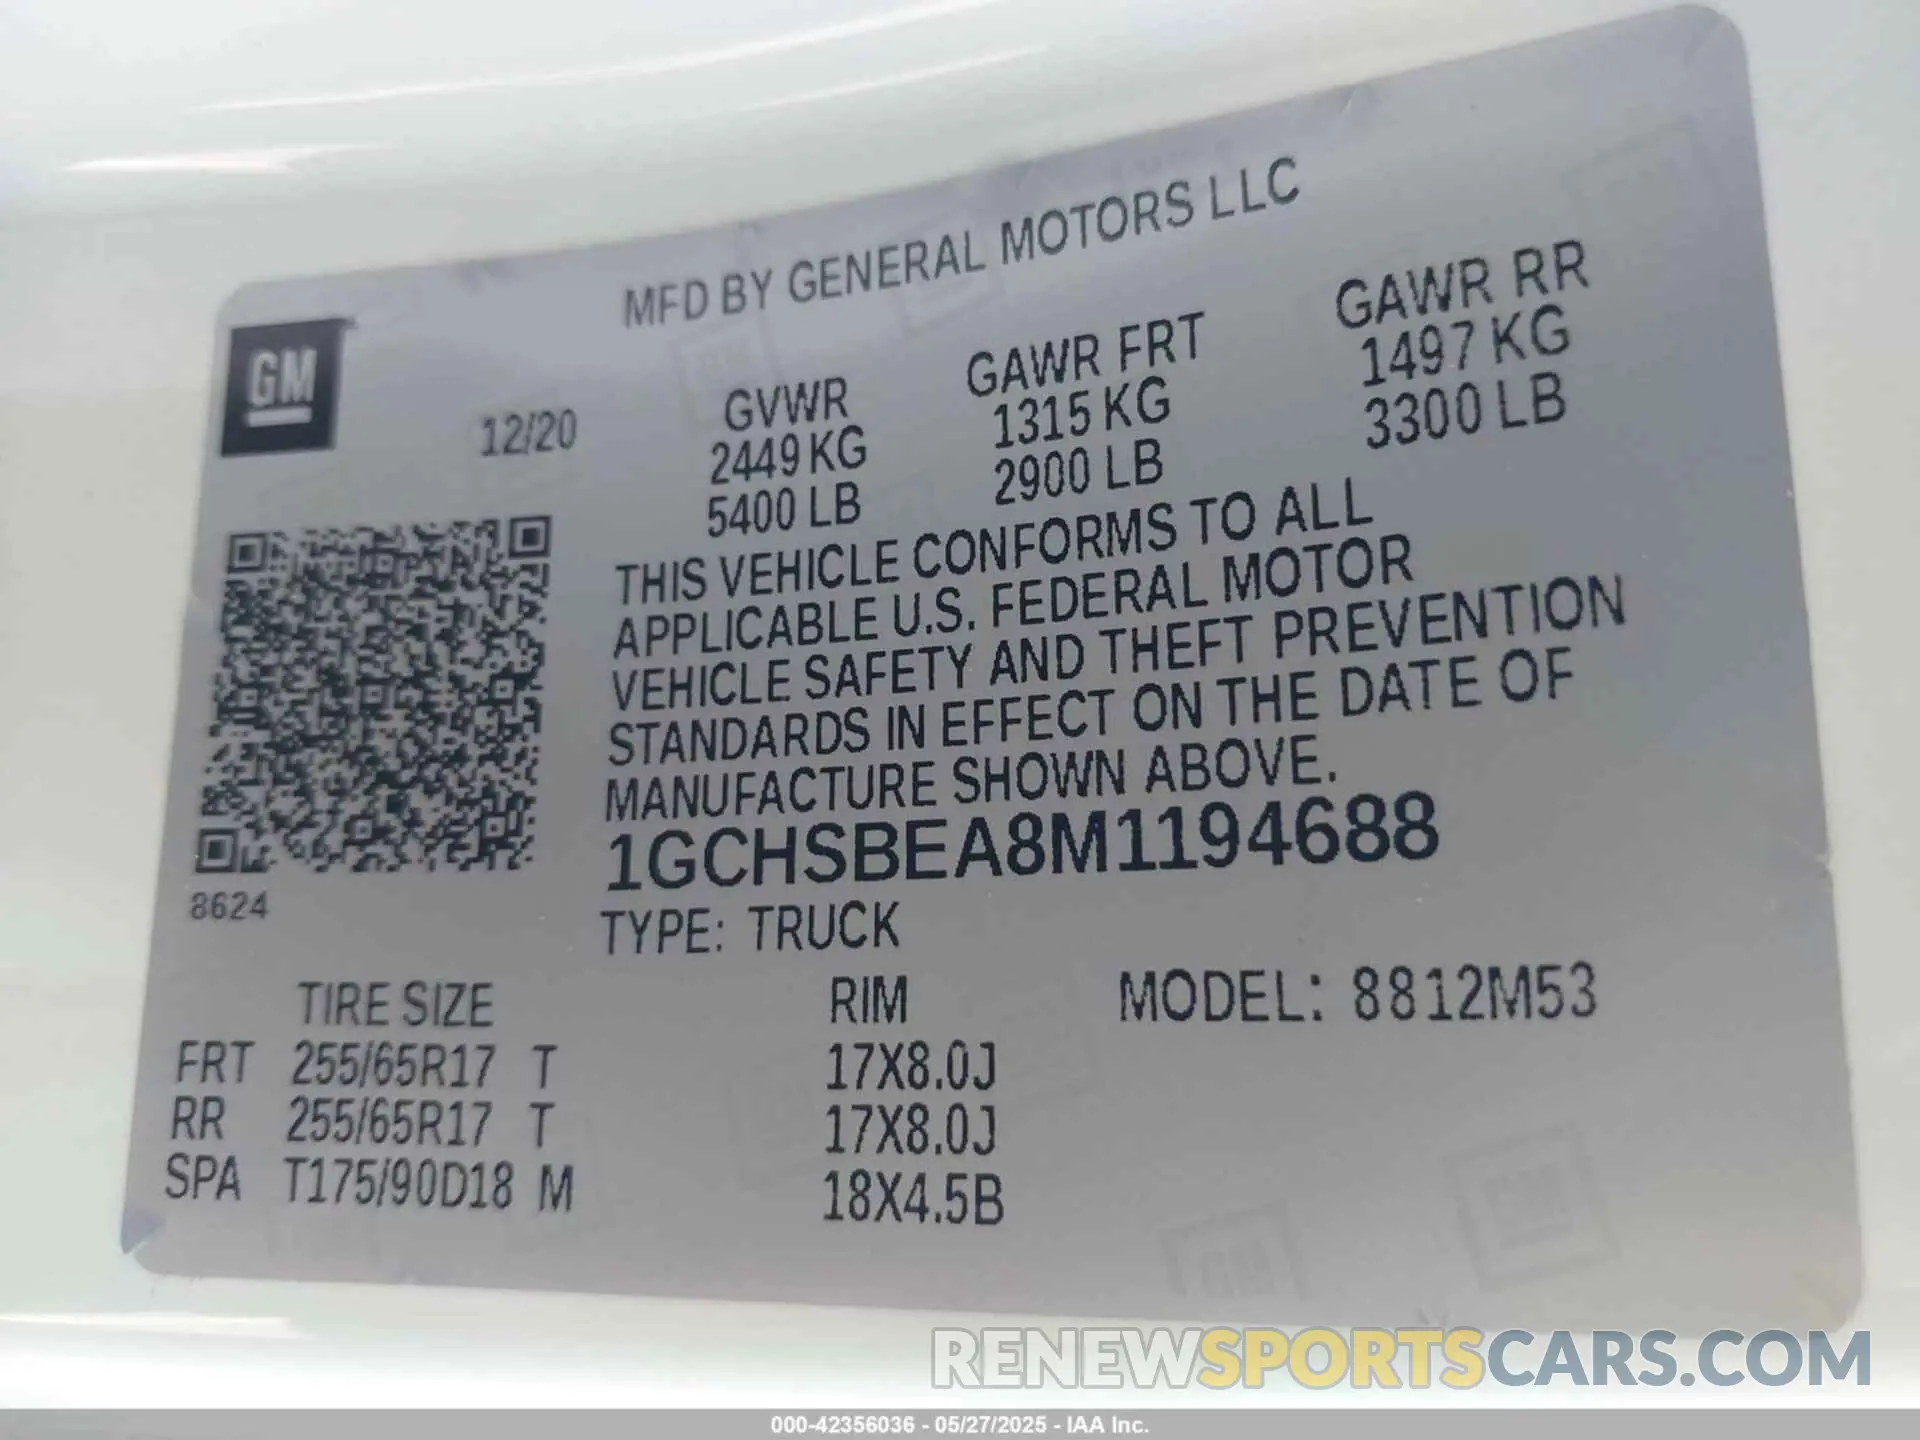 MFD BY GENERAL MOTORS LLC
GM
12/20
GVWR
2449 KG
5400 LB
GAWR FRT
1315 KG
2900 LB
GAWR RR
1497 KG
3300 LB
THIS VEHICLE CONFORMS TO ALL
APPLICABLE U.S. FEDERAL MOTOR
VEHICLE SAFETY AND THEFT PREVENTION
STANDARDS IN EFFECT ON THE DATE OF
MANUFACTURE SHOWN ABOVE.
1GCHSBEA8M1194688
8624
TYPE: TRUCK
TIRE SIZE RIM MODEL: 8812M53
FRT 255/65R17 T 17X8.0J
RR 255/65R17 T 17X8.0J
SPA T175/90D18 M 18X4.5B
GM
RENEWSPORTSCARS.COM
000-42356036 - 05/27/2025 - IAA Inc.